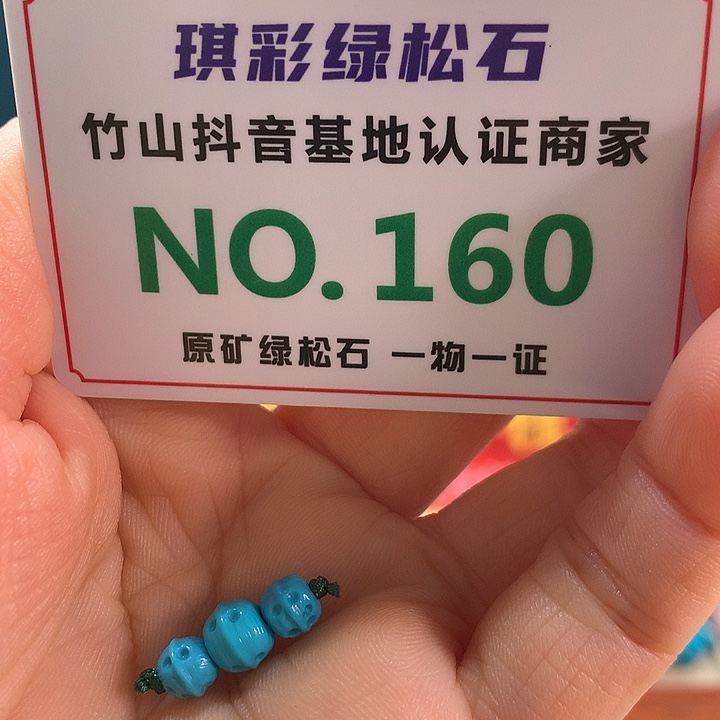 琪彩绿松石
竹山抖音基地认证商家
NO.160
原矿绿松石 一物一证